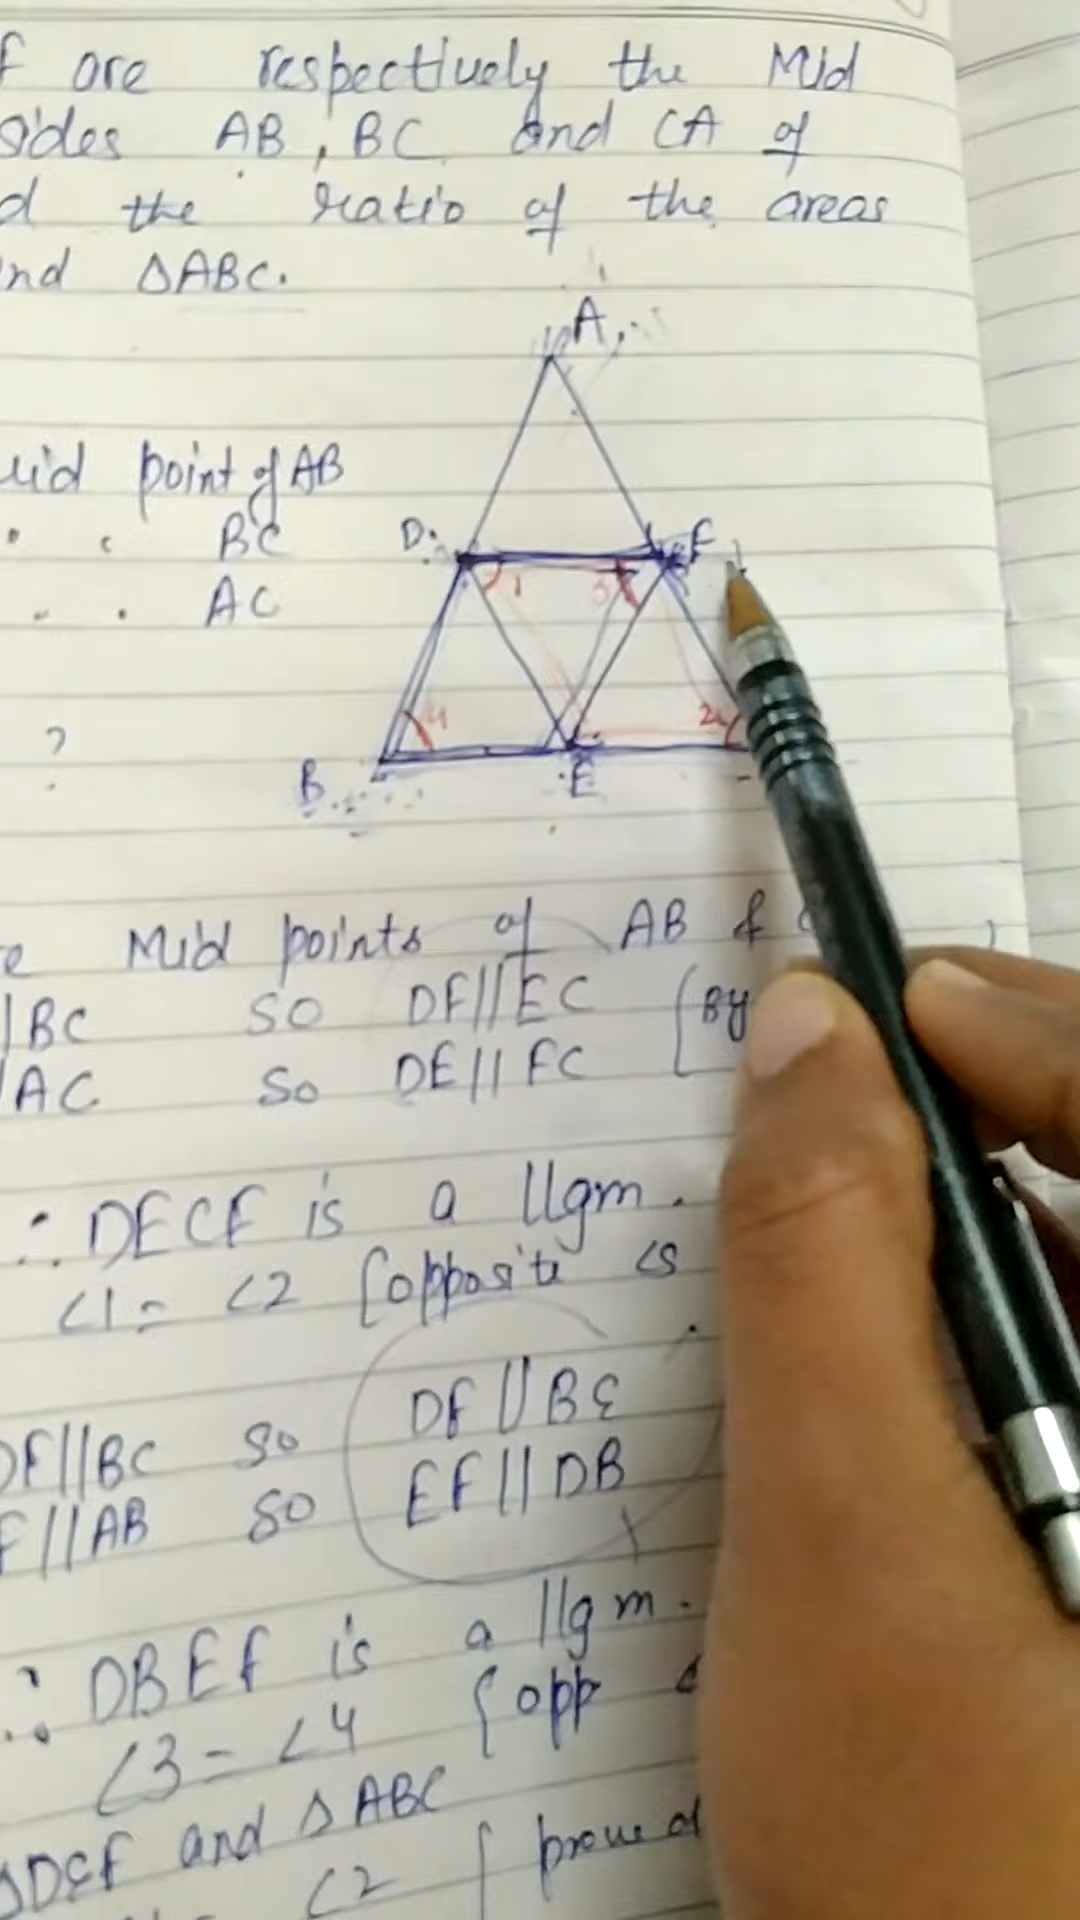 f are respectively the Mid
sides AB, BC and CA of
d the ratio of the areas
nd ΔABC.
A
mid point of AB
" " BC
" " AC
D
F
1
3
4
2
?
B
E
e Mid points of AB &
||BC so DF||EC {By
||AC so DE||FC
∴ DECF is a ||gm.
∠1 = ∠2 {opposite ∠s
DF||BC so DF||BE
F||AB so EF||DB
∴ DBEF is a ||gm.
∠3 = ∠4 {opp
ΔDEF and ΔABC
∠2 {prove